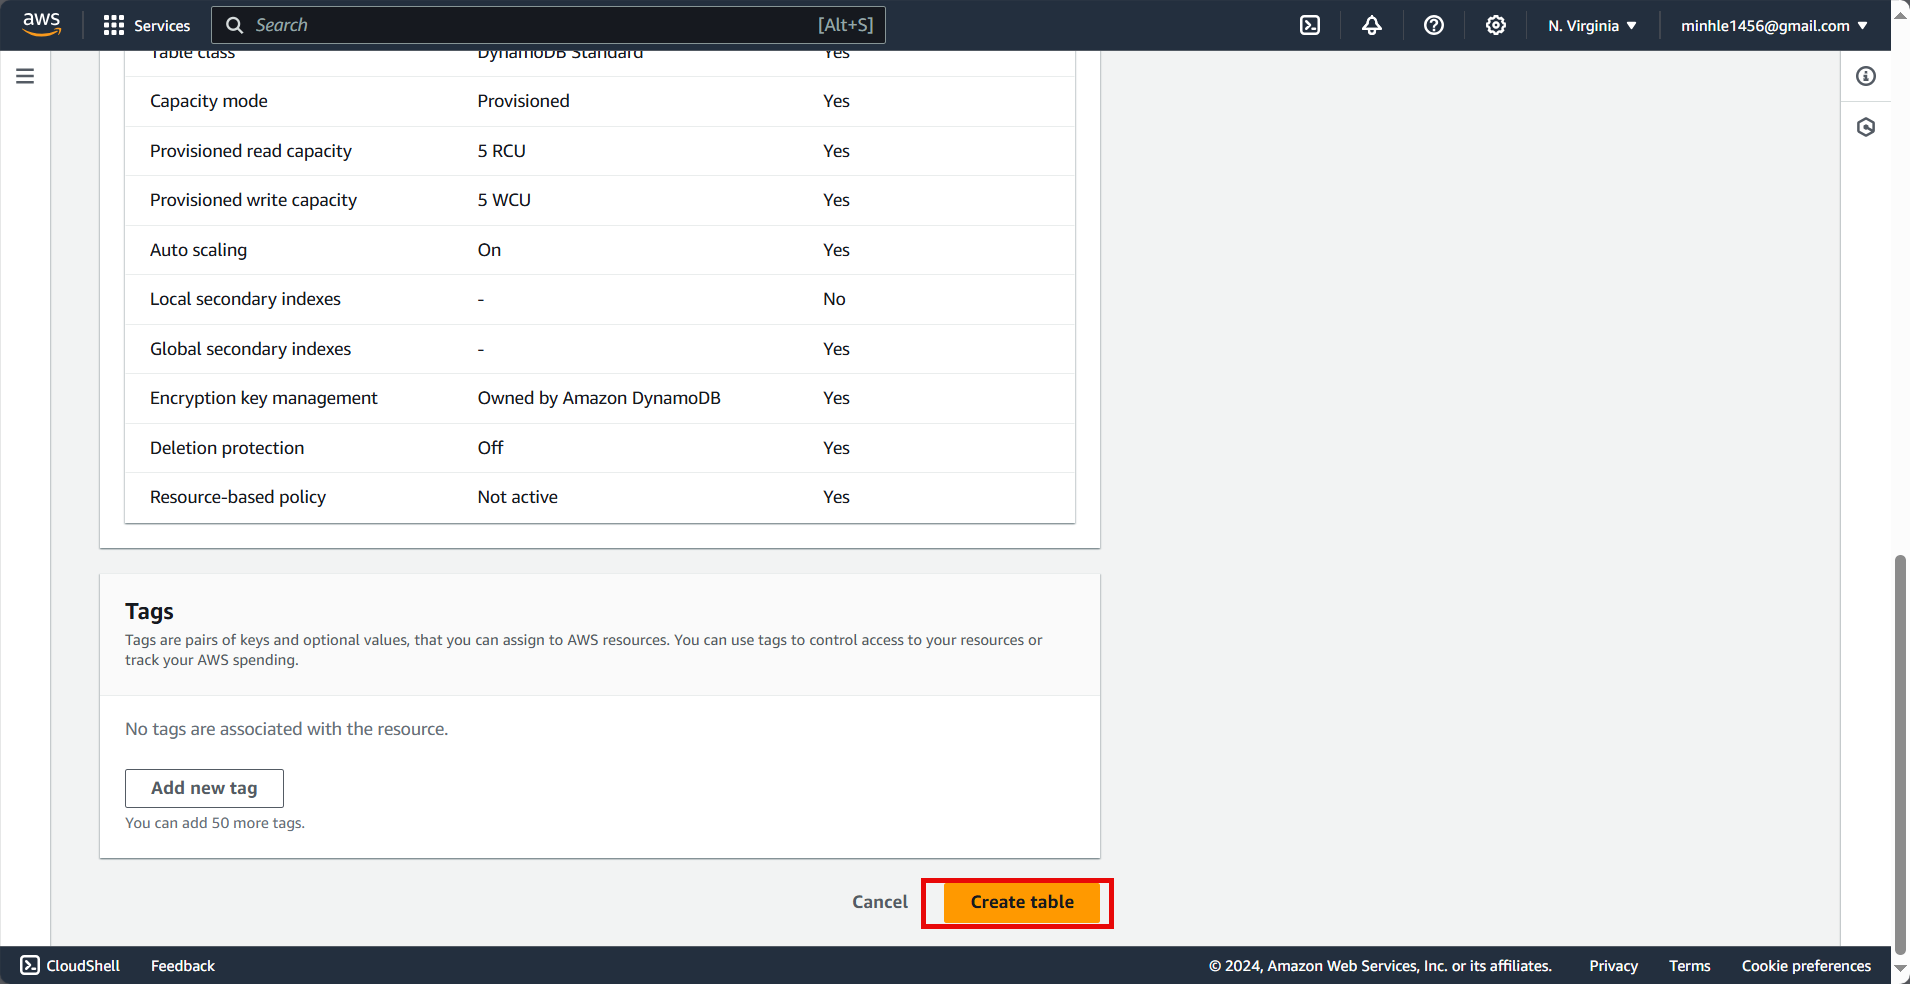 aws Services Search [Alt+S] N. Virginia minhle1456@gmail.com
Table class DynamoDB Standard Yes
Capacity mode Provisioned Yes
Provisioned read capacity 5 RCU Yes
Provisioned write capacity 5 WCU Yes
Auto scaling On Yes
Local secondary indexes - No
Global secondary indexes - Yes
Encryption key management Owned by Amazon DynamoDB Yes
Deletion protection Off Yes
Resource-based policy Not active Yes
Tags
Tags are pairs of keys and optional values, that you can assign to AWS resources. You can use tags to control access to your resources or
track your AWS spending.
No tags are associated with the resource.
Add new tag
You can add 50 more tags.
Cancel Create table
CloudShell Feedback © 2024, Amazon Web Services, Inc. or its affiliates. Privacy Terms Cookie preferences